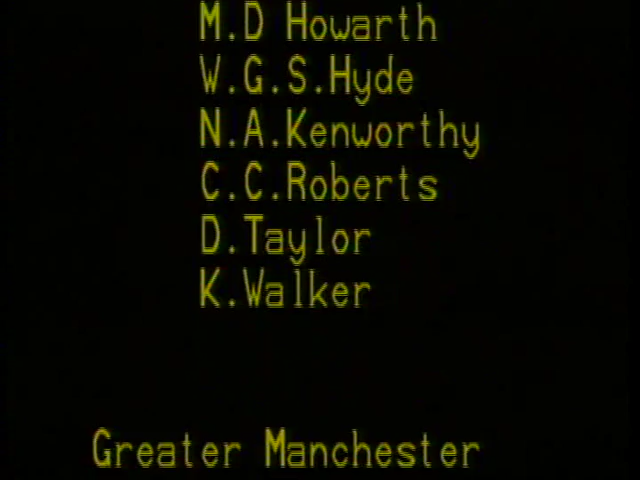 M.D Howarth
W.G.S.Hyde
N.A.Kenworthy
C.C.Roberts
D.Taylor
K.Walker
Greater Manchester